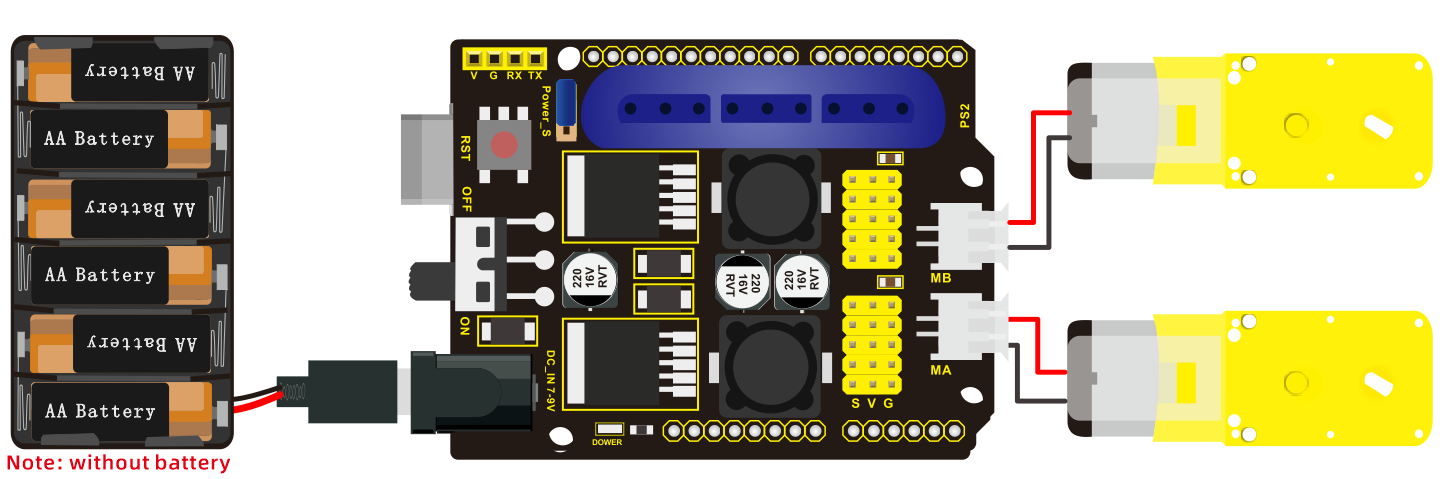 AA Battery
AA Battery
AA Battery
AA Battery
AA Battery
AA Battery
Note: without battery
V G RX TX
Power_S
RST
OFF
ON
PS2
220
16V
RVT
220
16V
RVT
220
16V
RVT
MB
MA
S V G
DC_IN 7-9V
DOWER